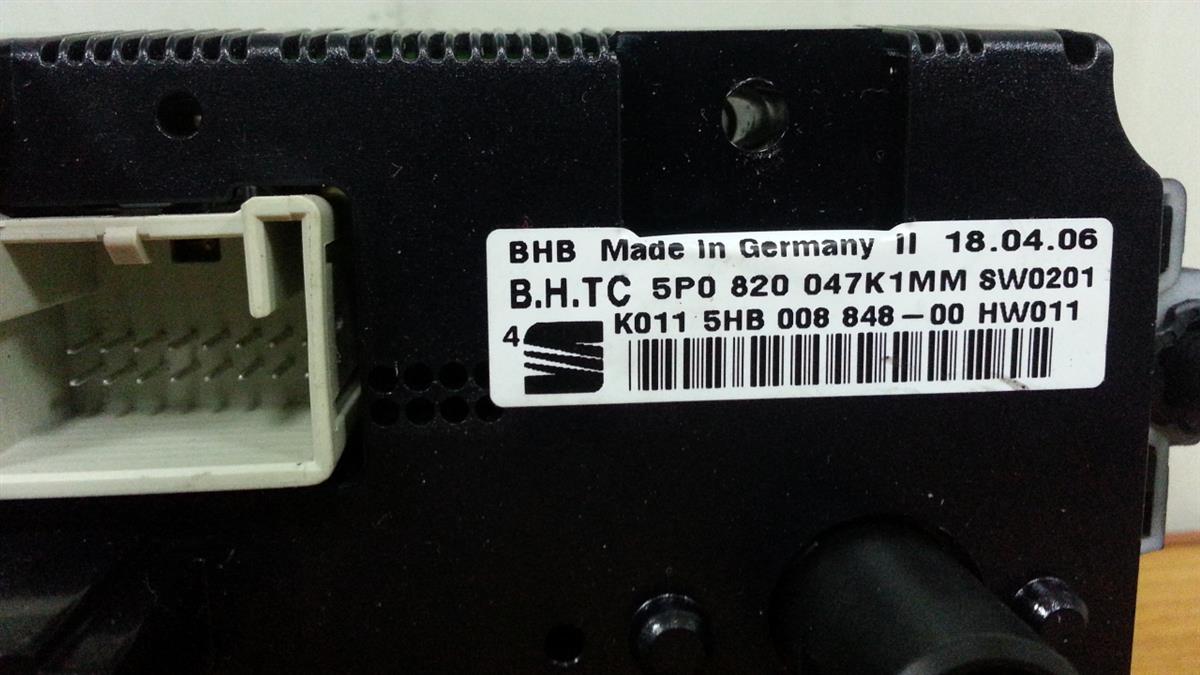 BHB Made In Germany II 18.04.06
B.H.TC 5P0 820 047K1MM SW0201
K011 5HB 008 848-00 HW011
4